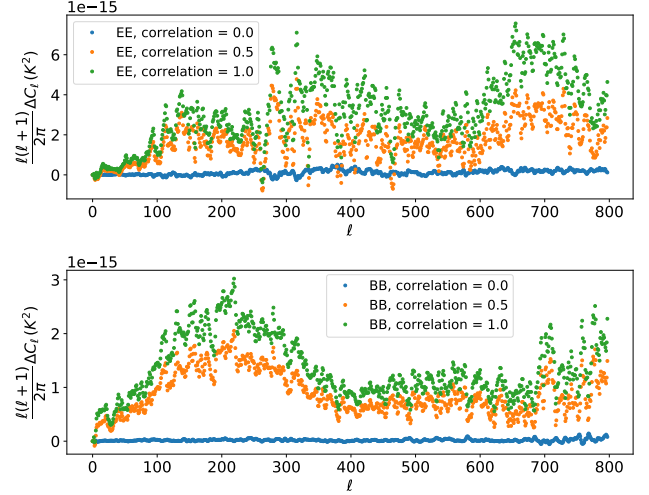 1e−15
EE, correlation = 0.0
EE, correlation = 0.5
EE, correlation = 1.0
ℓ(ℓ + 1)/2π ΔCℓ (K²)
6
4
2
0
0 100 200 300 400 500 600 700 800
ℓ
1e−15
BB, correlation = 0.0
BB, correlation = 0.5
BB, correlation = 1.0
ℓ(ℓ + 1)/2π ΔCℓ (K²)
3
2
1
0
0 100 200 300 400 500 600 700 800
ℓ